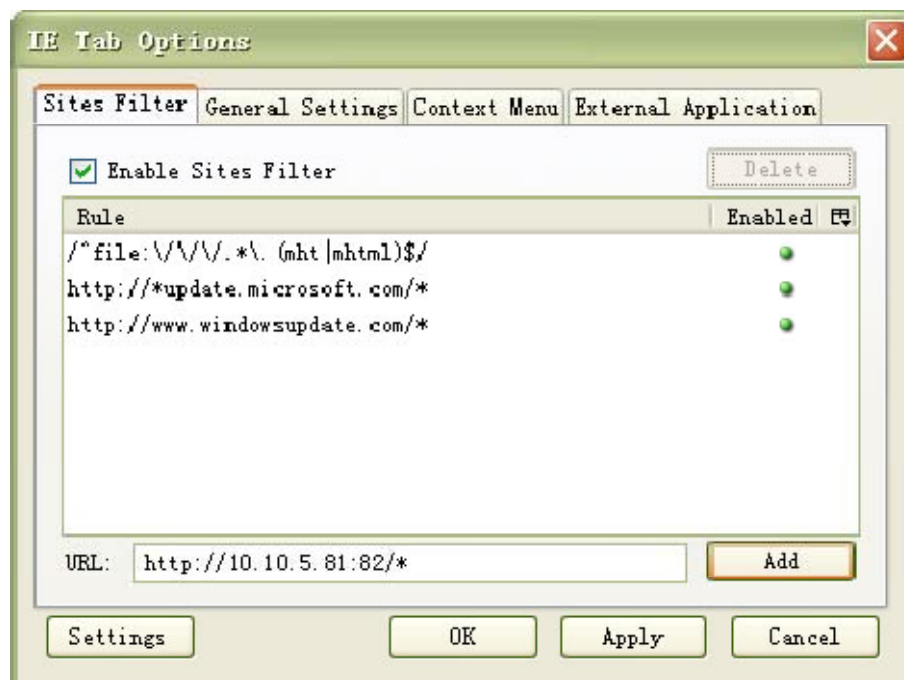 IE Tab Options
Sites Filter General Settings Context Menu External Application
Enable Sites Filter Delete
Rule Enabled
/^file:\/\/\/.*\.(mht|mhtml)$/
http://*update.microsoft.com/*
http://www.windowsupdate.com/*
URL: http://10.10.5.81:82/* Add
Settings OK Apply Cancel